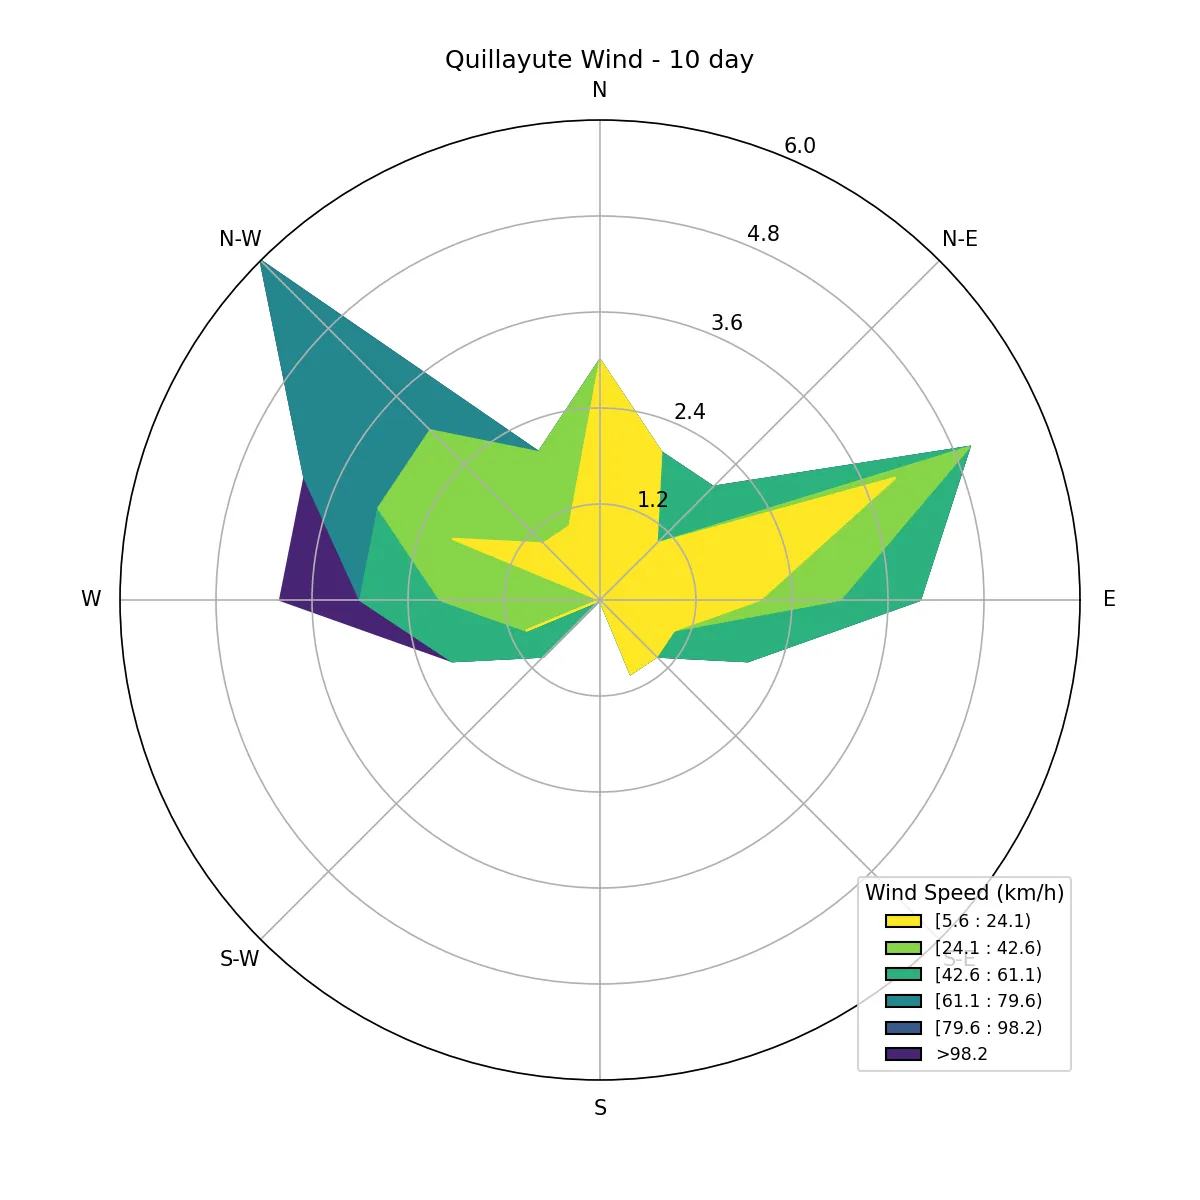 Quillayute Wind - 10 day
N
6.0
N-W
N-E
4.8
3.6
2.4
1.2
W
E
S-W
S-E
S
Wind Speed (km/h)
[5.6 : 24.1)
[24.1 : 42.6)
[42.6 : 61.1)
[61.1 : 79.6)
[79.6 : 98.2)
>98.2